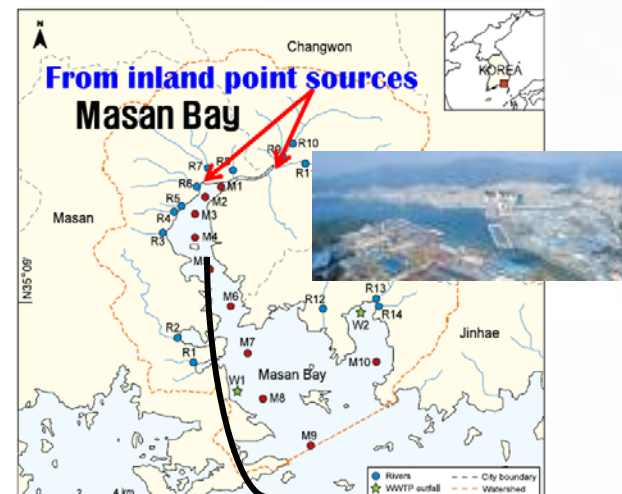 N
Changwon
KOREA
From inland point sources
Masan Bay
R10
R9
R7
R8
R11
R6
M1
M2
R5
R4
M3
Masan
R3
M4
M5
N35°09'
M6
R12
R13
R14
W2
R2
Jinhae
M7
R1
M10
Masan Bay
W1
M8
M9
Rivers
City boundary
WWTP outfall
Watershed
2
4 km